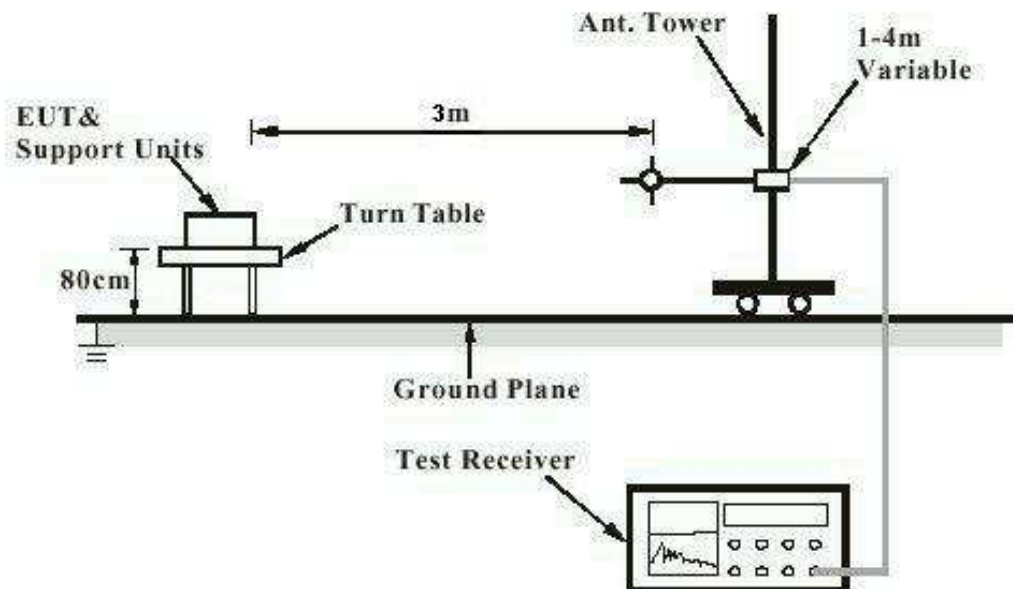 Ant. Tower
1-4m
Variable
EUT&
Support Units
3m
Turn Table
80cm
Ground Plane
Test Receiver